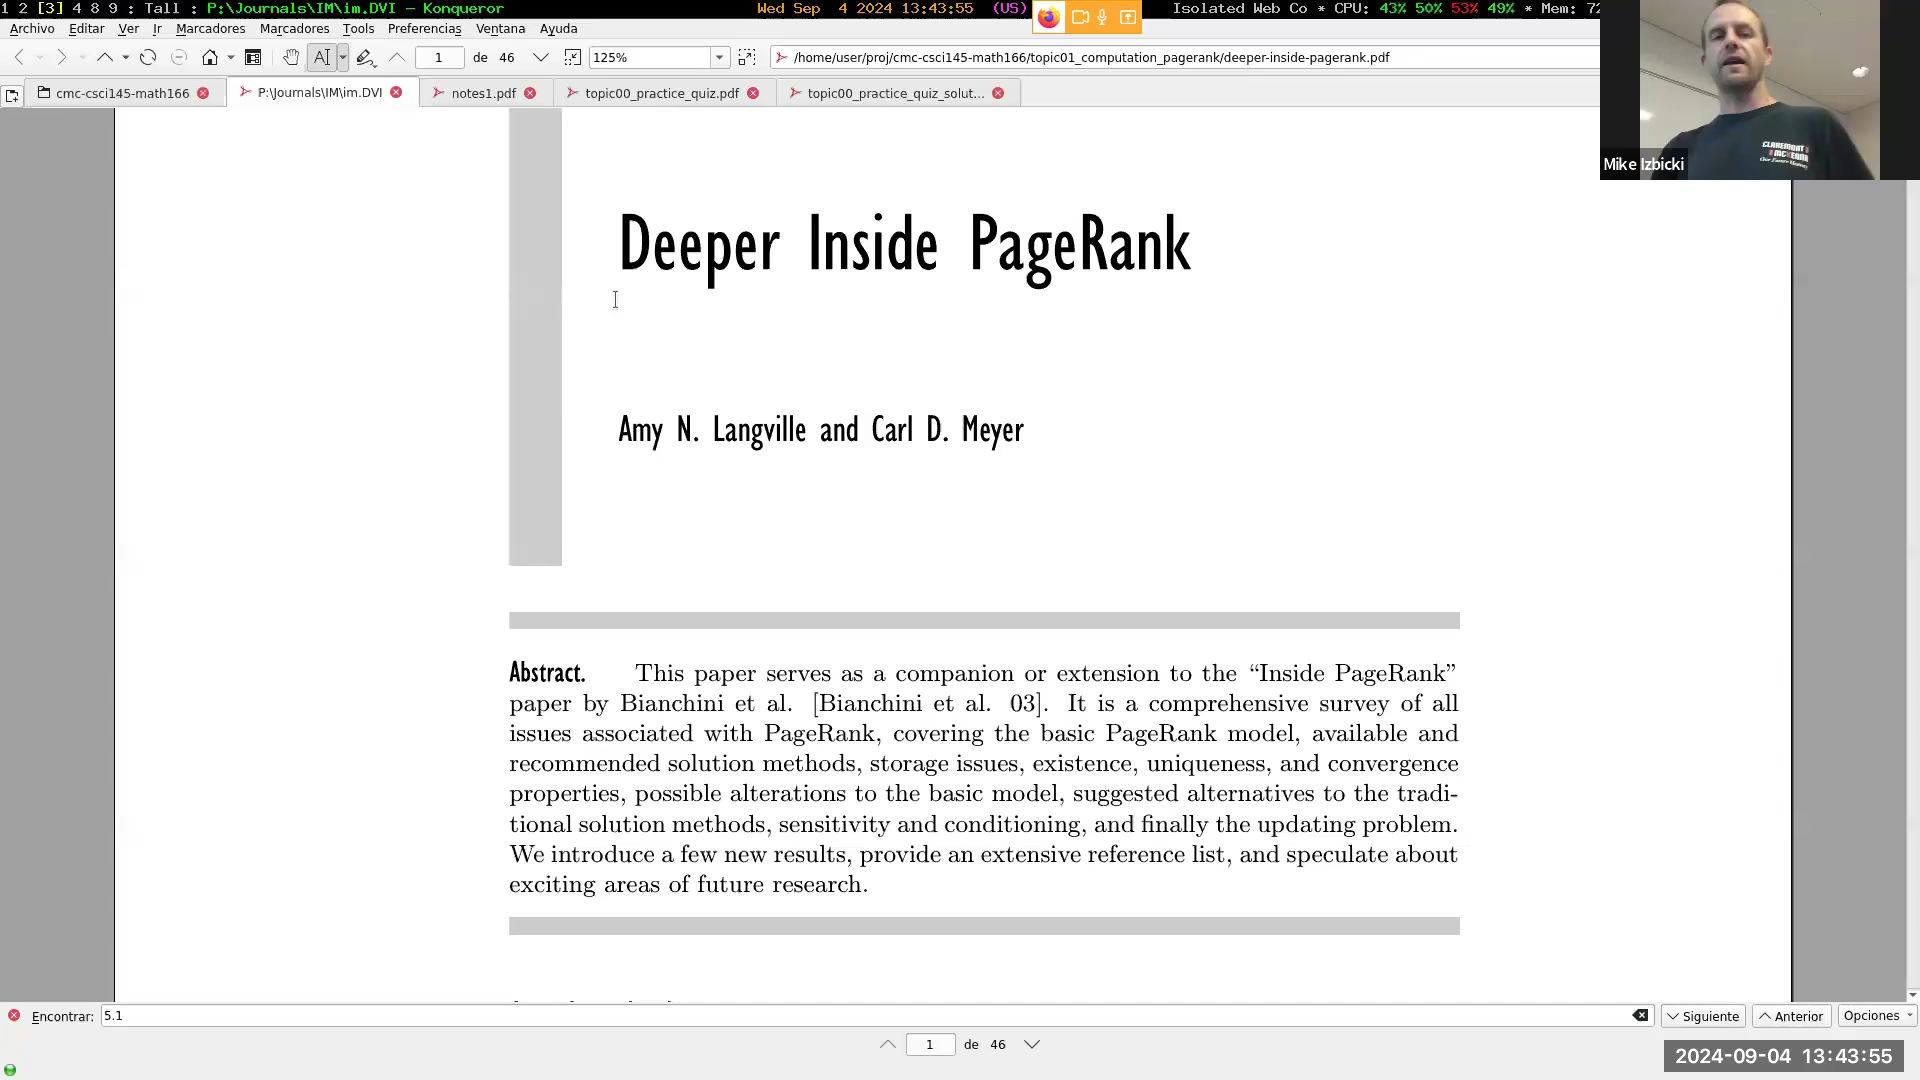 1 2 [3] 4 8 9 : Tall : P:\Journals\IM\im.DVI — Konqueror
Wed Sep 4 2024 13:43:55 (US)
Isolated Web Co * CPU: 43% 50% 53% 49% * Mem: 72
Archivo Editar Ver Ir Marcadores Marcadores Tools Preferencias Ventana Ayuda
1 de 46 125% /home/user/proj/cmc-csci145-math166/topic01_computation_pagerank/deeper-inside-pagerank.pdf
cmc-csci145-math166 P:\Journals\IM\im.DVI notes1.pdf topic00_practice_quiz.pdf topic00_practice_quiz_solut...
CLAREMONT
MCKENNA
Mike Izbicki
Deeper Inside PageRank
Amy N. Langville and Carl D. Meyer
Abstract. This paper serves as a companion or extension to the “Inside PageRank”
paper by Bianchini et al. [Bianchini et al. 03]. It is a comprehensive survey of all
issues associated with PageRank, covering the basic PageRank model, available and
recommended solution methods, storage issues, existence, uniqueness, and convergence
properties, possible alterations to the basic model, suggested alternatives to the tradi-
tional solution methods, sensitivity and conditioning, and finally the updating problem.
We introduce a few new results, provide an extensive reference list, and speculate about
exciting areas of future research.
Encontrar: 5.1 Siguiente Anterior Opciones
1 de 46
2024-09-04 13:43:55